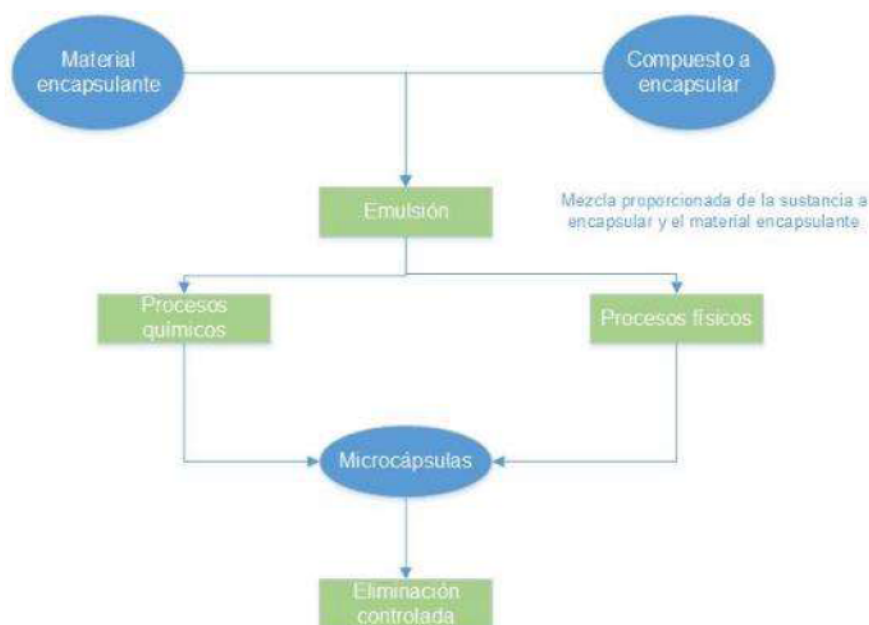 Material
encapsulante
Compuesto a
encapsular
Emulsión
Mezcla proporcionada de la sustancia a
encapsular y el material encapsulante
Procesos
químicos
Procesos físicos
Microcápsulas
Eliminación
controlada